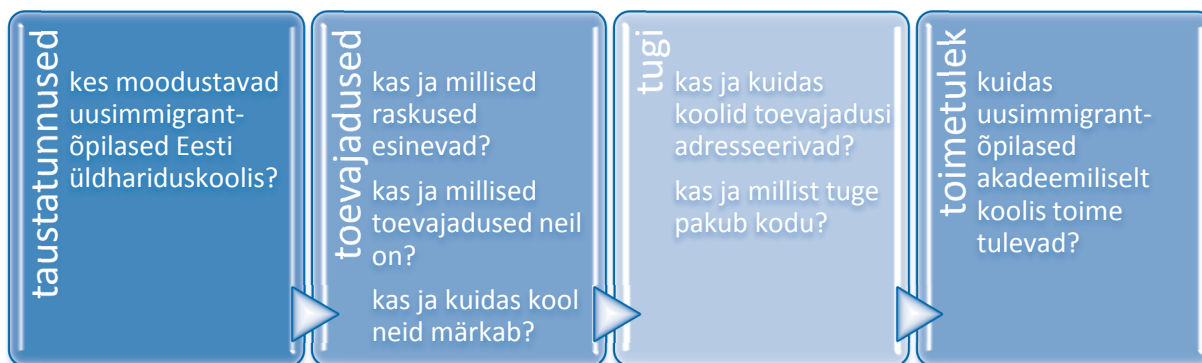 taustatunnused
kes moodustavad
uusimmigrant-
õpilased Eesti
üldhariduskoolis?
toevajadused
kas ja millised
raskused
esinevad?
kas ja millised
toevajadused neil
on?
kas ja kuidas kool
neid märkab?
tugi
kas ja kuidas
koolid toevajadusi
adresseerivad?
kas ja millist tuge
pakub kodu?
toimetulek
kuidas
uusimmigrant-
õpilased
akadeemiliselt
koolis toime
tulevad?